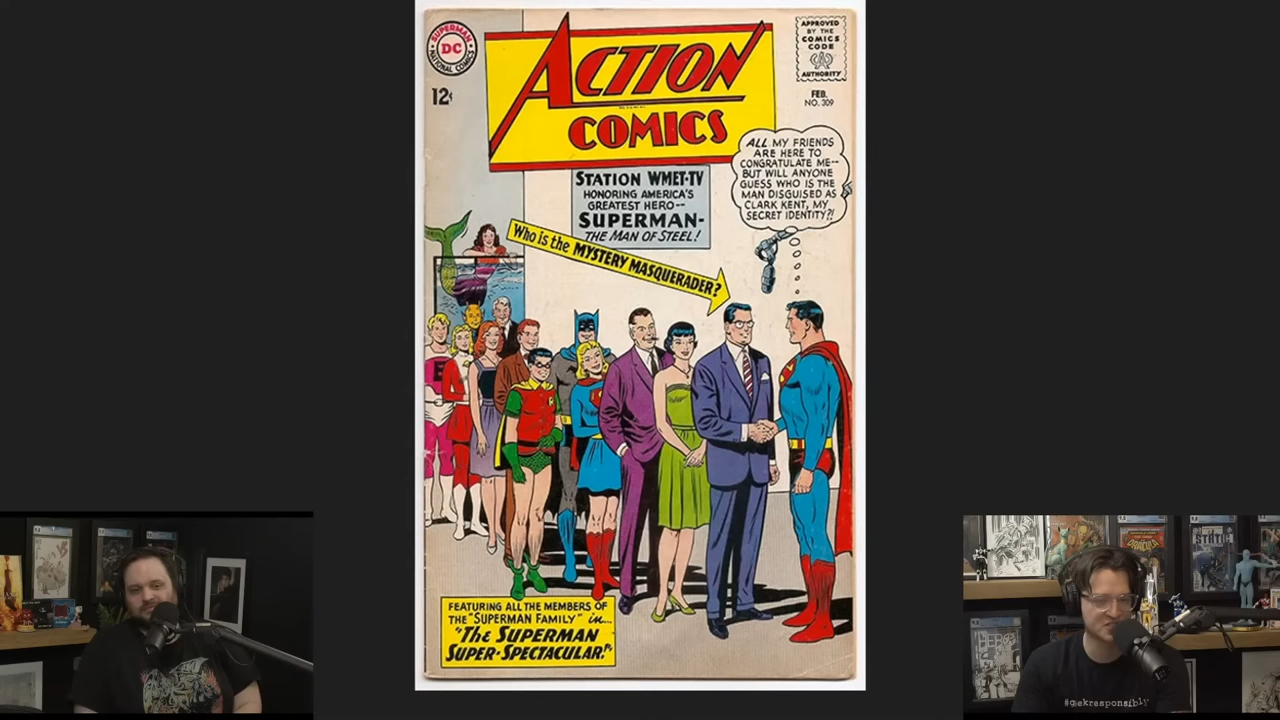 SUPERMAN
DC
NATIONAL COMICS
12¢
ACTION
COMICS
APPROVED
BY THE
COMICS
CODE
AUTHORITY
FEB.
NO. 309
ALL MY FRIENDS
ARE HERE TO
CONGRATULATE ME--
BUT WILL ANYONE
GUESS WHO IS THE
MAN DISGUISED AS
CLARK KENT, MY
SECRET IDENTITY?!
STATION WMET-TV
HONORING AMERICA'S
GREATEST HERO--
SUPERMAN-
THE MAN OF STEEL!
Who is the MYSTERY MASQUERADER?
E
R
FEATURING ALL THE MEMBERS OF
THE "SUPERMAN FAMILY" in...
"THE SUPERMAN
SUPER-SPECTACULAR!"
DRACULA
STATIC
#geekresponsibly